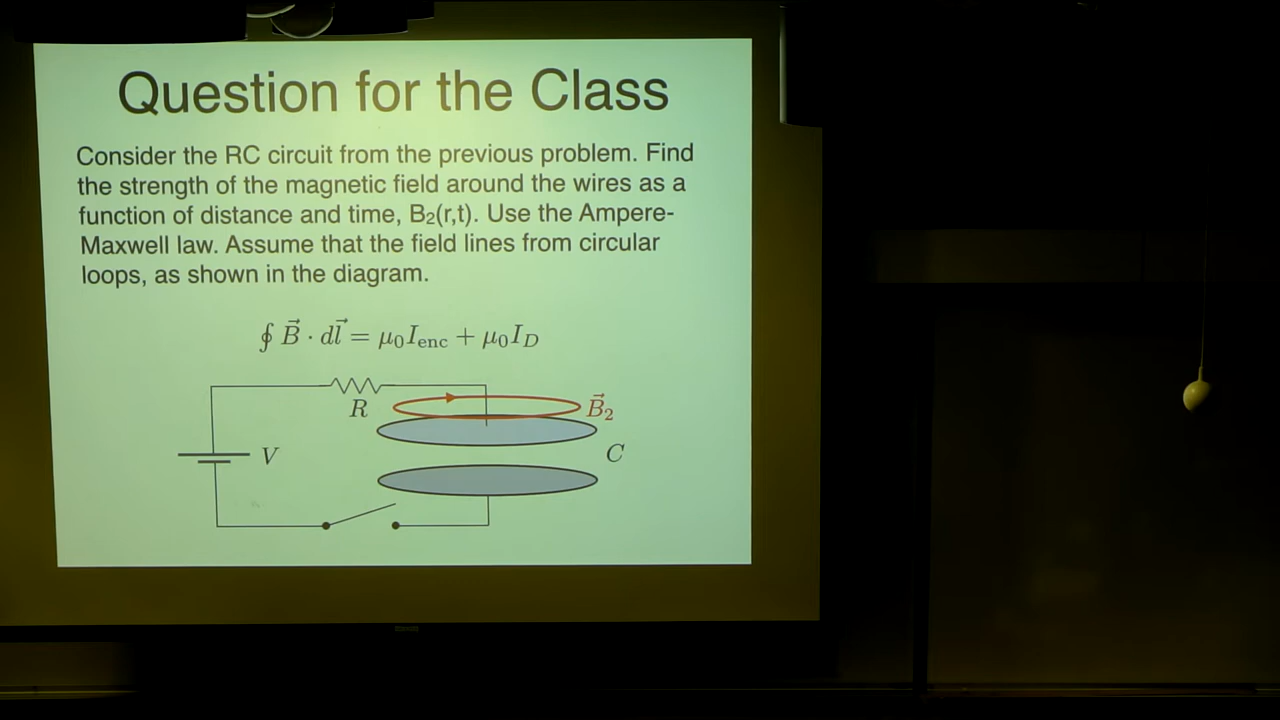 Question for the Class
Consider the RC circuit from the previous problem. Find
the strength of the magnetic field around the wires as a
function of distance and time, B₂(r,t). Use the Ampere-
Maxwell law. Assume that the field lines from circular
loops, as shown in the diagram.
∮ B⃗ · dl⃗ = μ₀I_enc + μ₀I_D
R
B⃗₂
V
C